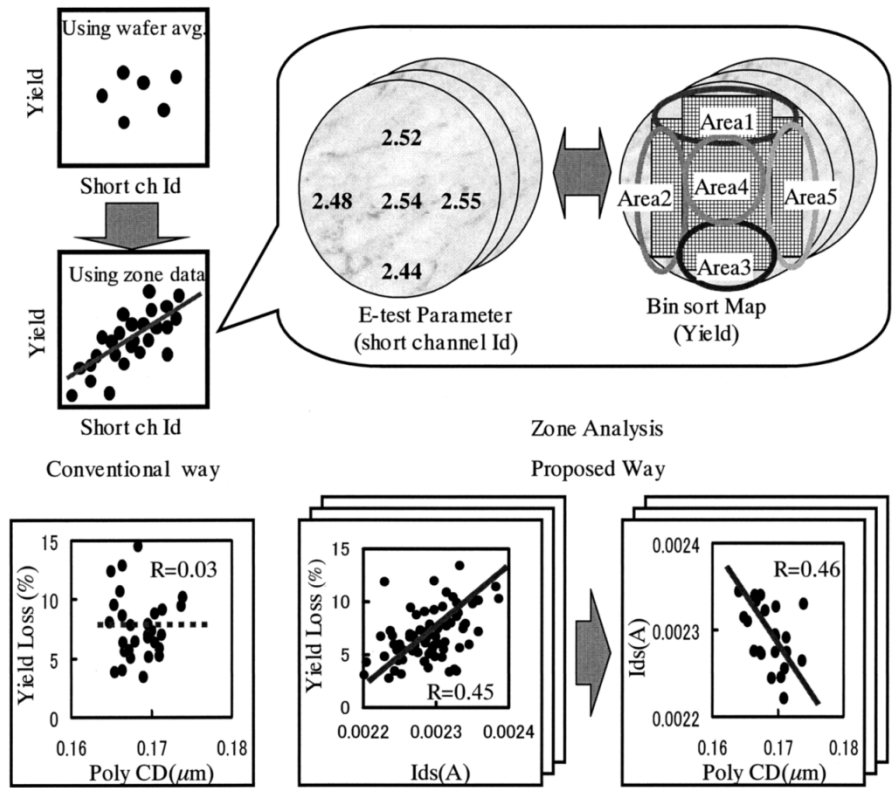 Using wafer avg.
Yield
Short ch Id
Using zone data
Yield
Short ch Id
2.52
2.48 2.54 2.55
2.44
E-test Parameter
(short channel Id)
Area1
Area2
Area4
Area5
Area3
Bin sort Map
(Yield)
Zone Analysis
Conventional way
Proposed Way
15
10
5
0
Yield Loss (%)
R=0.03
0.16 0.17 0.18
Poly CD(μm)
15
10
5
0
Yield Loss (%)
R=0.45
0.0022 0.0023 0.0024
Ids(A)
0.0024
0.0023
0.0022
Ids(A)
R=0.46
0.16 0.17 0.18
Poly CD(μm)